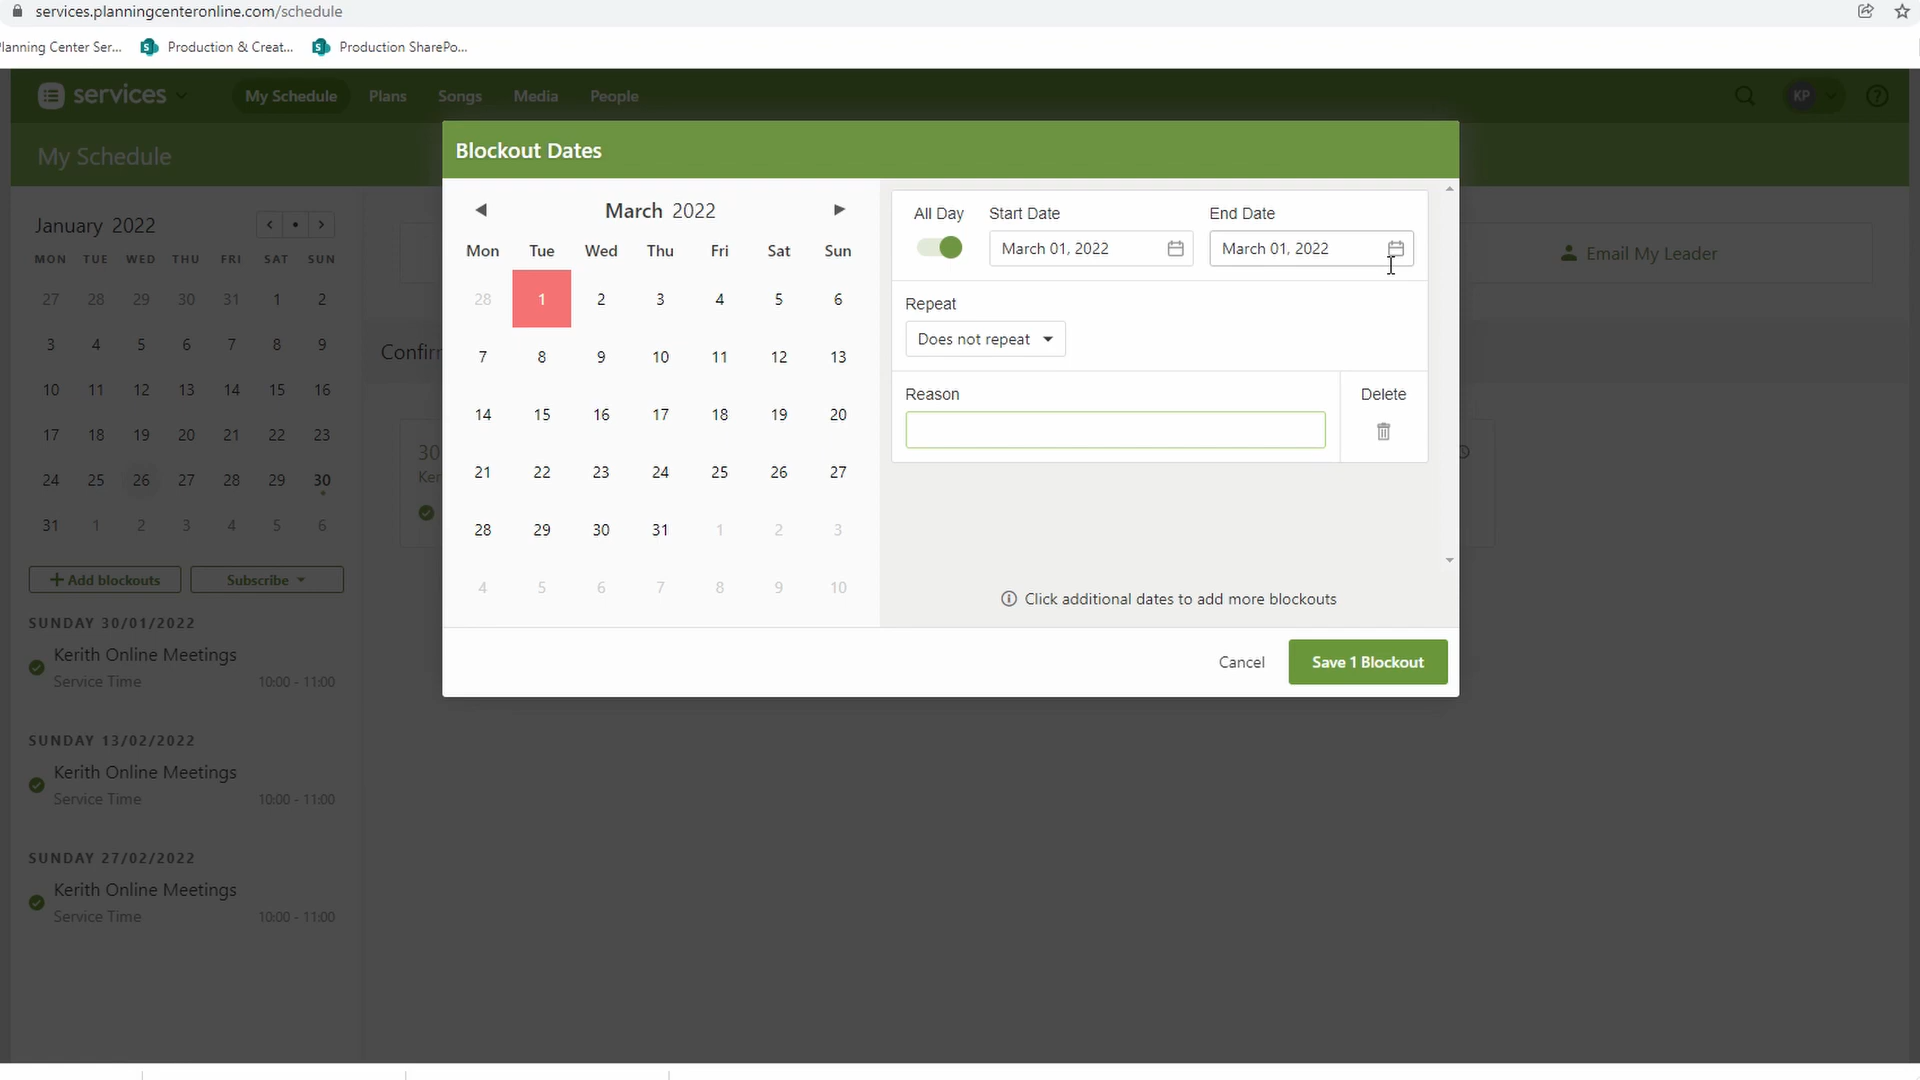 services.planningcenteronline.com/schedule
lanning Center Ser... Production & Creat... Production SharePo...
services My Schedule Plans Songs Media People KP
My Schedule
January 2022
MON TUE WED THU FRI SAT SUN
27 28 29 30 31 1 2
3 4 5 6 7 8 9
10 11 12 13 14 15 16
17 18 19 20 21 22 23
24 25 26 27 28 29 30
31 1 2 3 4 5 6
+ Add blockouts Subscribe
SUNDAY 30/01/2022
Kerith Online Meetings
Service Time 10:00 - 11:00
SUNDAY 13/02/2022
Kerith Online Meetings
Service Time 10:00 - 11:00
SUNDAY 27/02/2022
Kerith Online Meetings
Service Time 10:00 - 11:00
Email My Leader
Confirm
30
Ker
Blockout Dates
March 2022
Mon Tue Wed Thu Fri Sat Sun
28 1 2 3 4 5 6
7 8 9 10 11 12 13
14 15 16 17 18 19 20
21 22 23 24 25 26 27
28 29 30 31 1 2 3
4 5 6 7 8 9 10
All Day Start Date End Date
March 01, 2022 March 01, 2022
Repeat
Does not repeat
Reason Delete
Click additional dates to add more blockouts
Cancel Save 1 Blockout